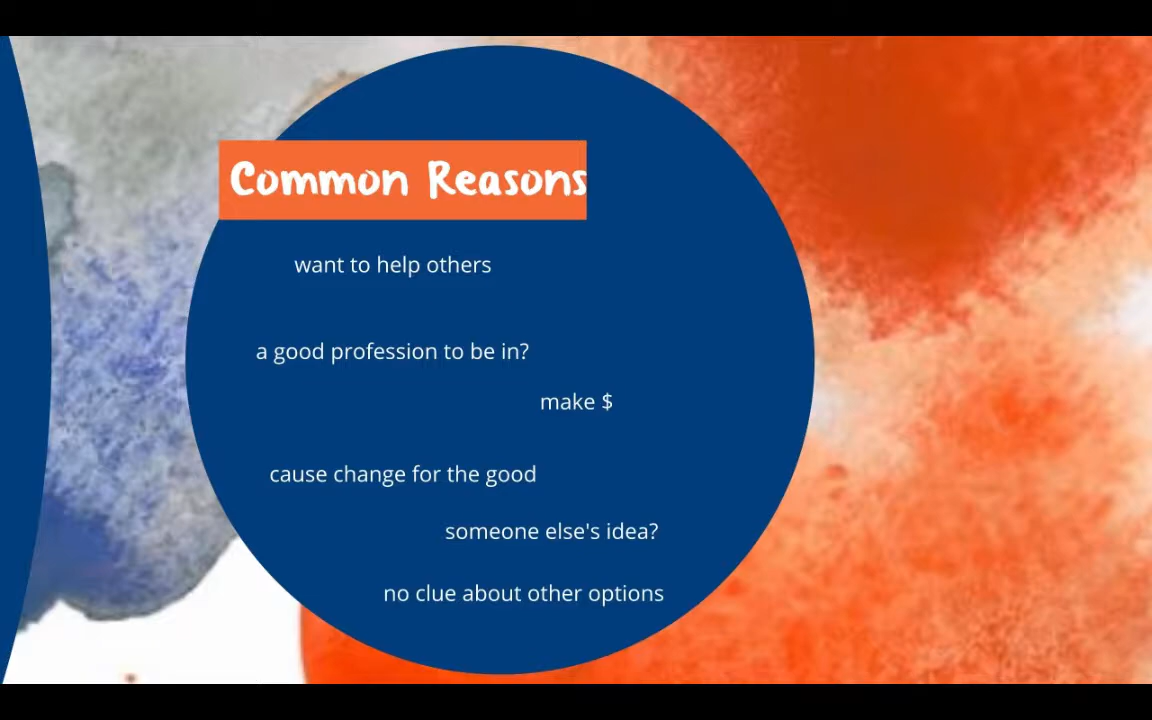 Common Reasons
want to help others
a good profession to be in?
make $
cause change for the good
someone else's idea?
no clue about other options